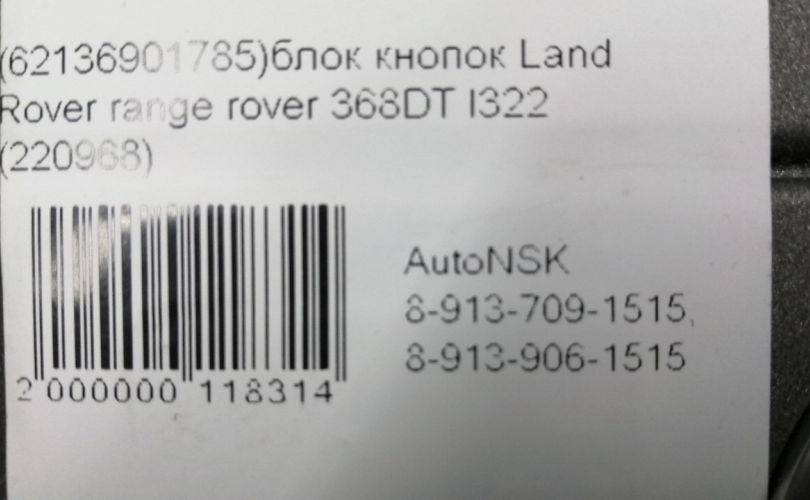 (62136901785)блок кнопок Land
Rover range rover 368DT l322
(220968)
AutoNSK
8-913-709-1515,
8-913-906-1515
2 000000 118314